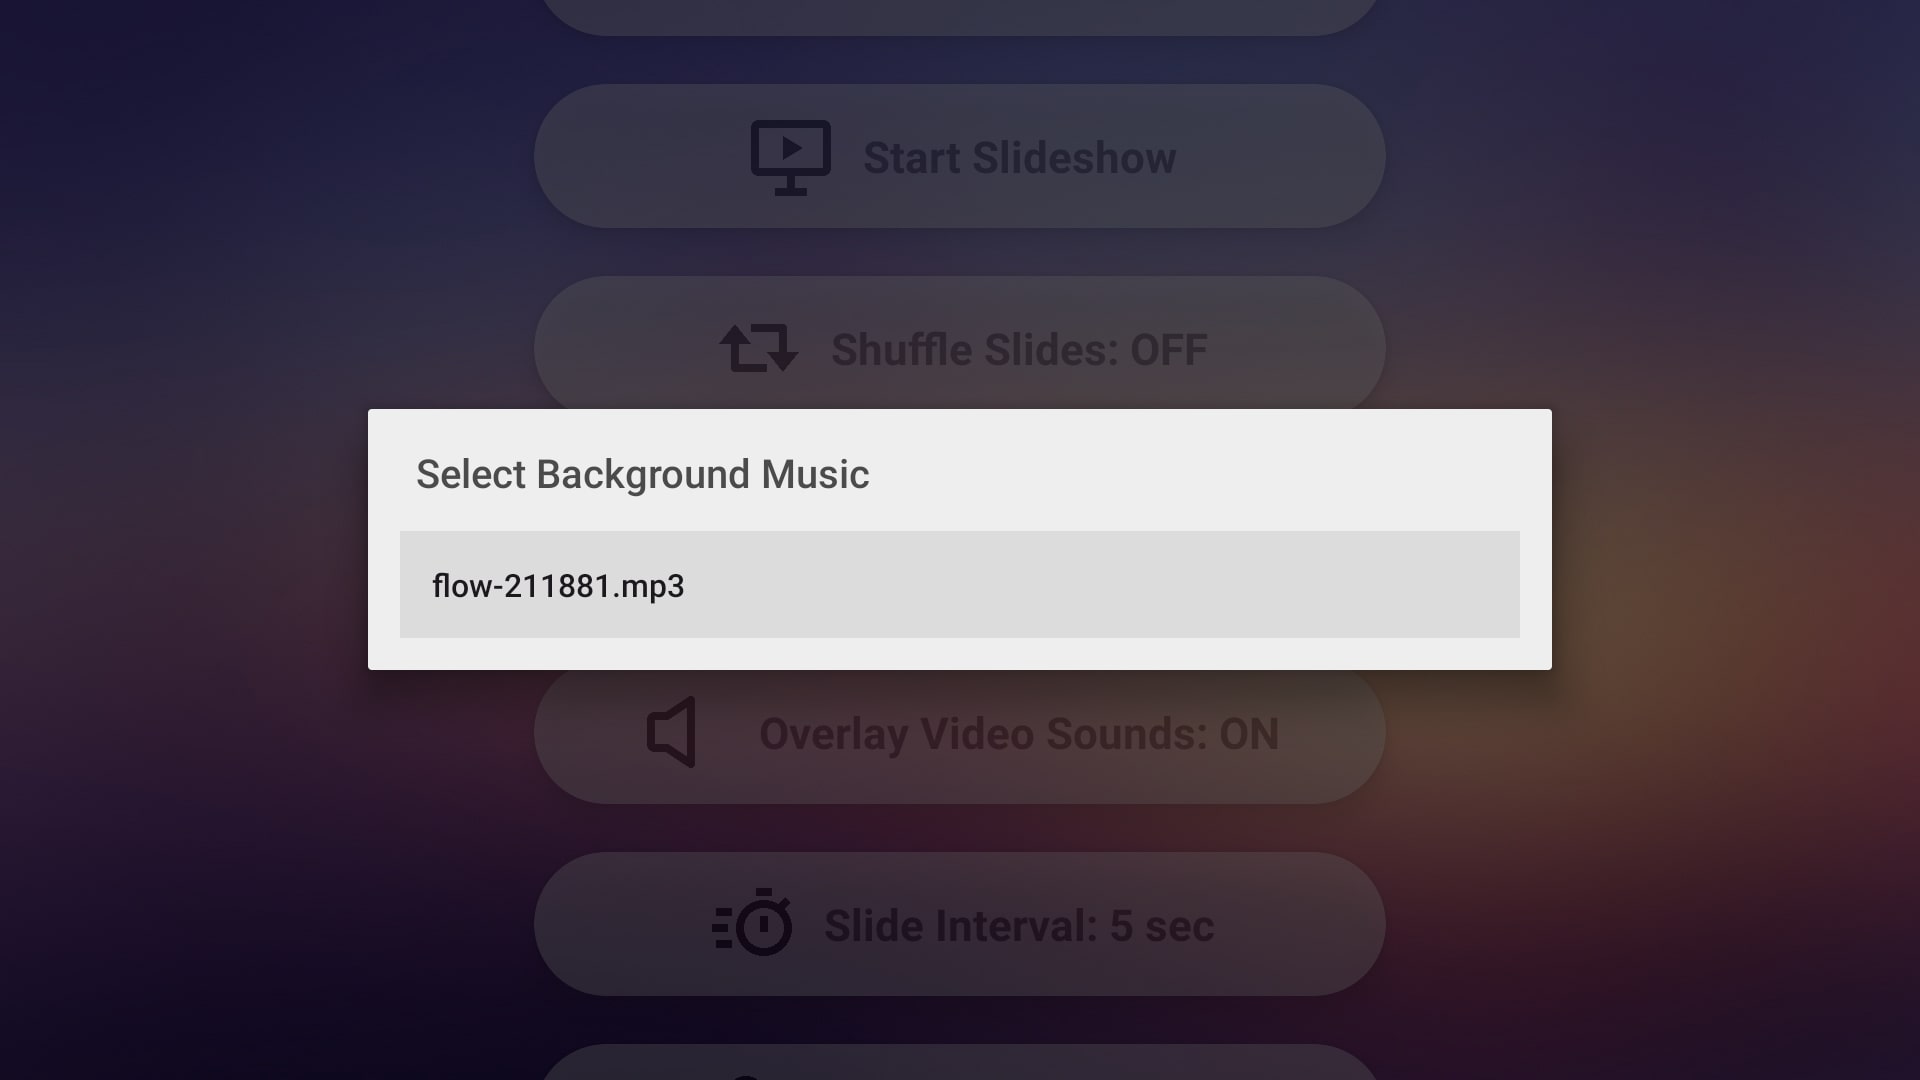 Start Slideshow
Shuffle Slides: OFF
Select Background Music
flow-211881.mp3
Overlay Video Sounds: ON
Slide Interval: 5 sec